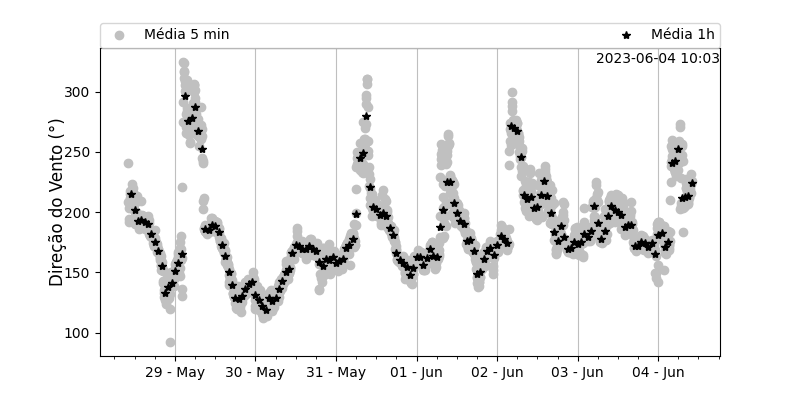 Média 5 min
Média 1h
2023-06-04 10:03
Direção do Vento (°)
300
250
200
150
100
29 - May
30 - May
31 - May
01 - Jun
02 - Jun
03 - Jun
04 - Jun